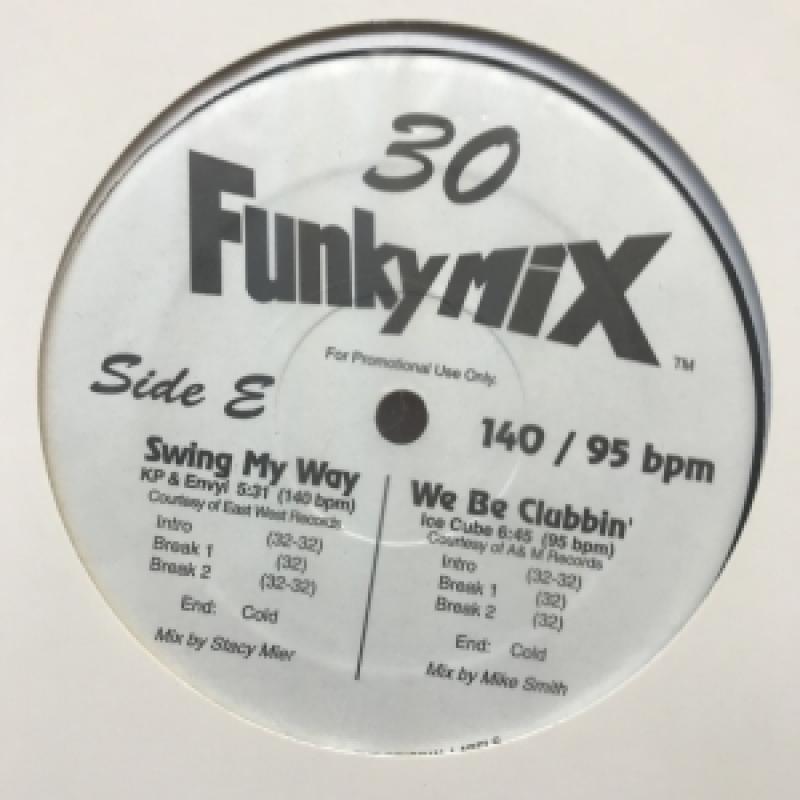 30
Funkymix TM
For Promotional Use Only.
Side E
140 / 95 bpm
Swing My Way
KP & Envyi 5:31 (140 bpm)
Courtesy of East West Records
Intro (32-32)
Break 1 (32)
Break 2 (32-32)
End: Cold
Mix by Stacy Mier
We Be Clubbin'
Ice Cube 6:45 (95 bpm)
Courtesy of A & M Records
Intro (32-32)
Break 1 (32)
Break 2 (32)
End: Cold
Mix by Mike Smith